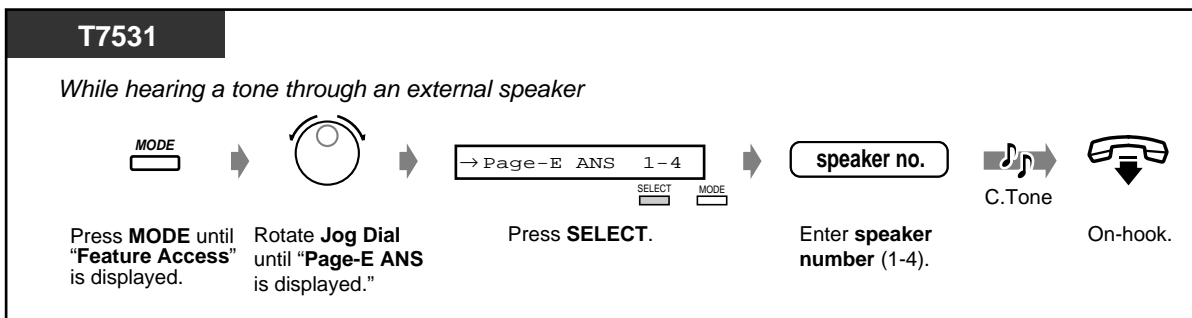 T7531
While hearing a tone through an external speaker
MODE
→Page-E ANS 1-4
SELECT MODE
speaker no.
C.Tone
Press MODE until
“Feature Access”
is displayed.
Rotate Jog Dial
until “Page-E ANS
is displayed.”
Press SELECT.
Enter speaker
number (1-4).
On-hook.